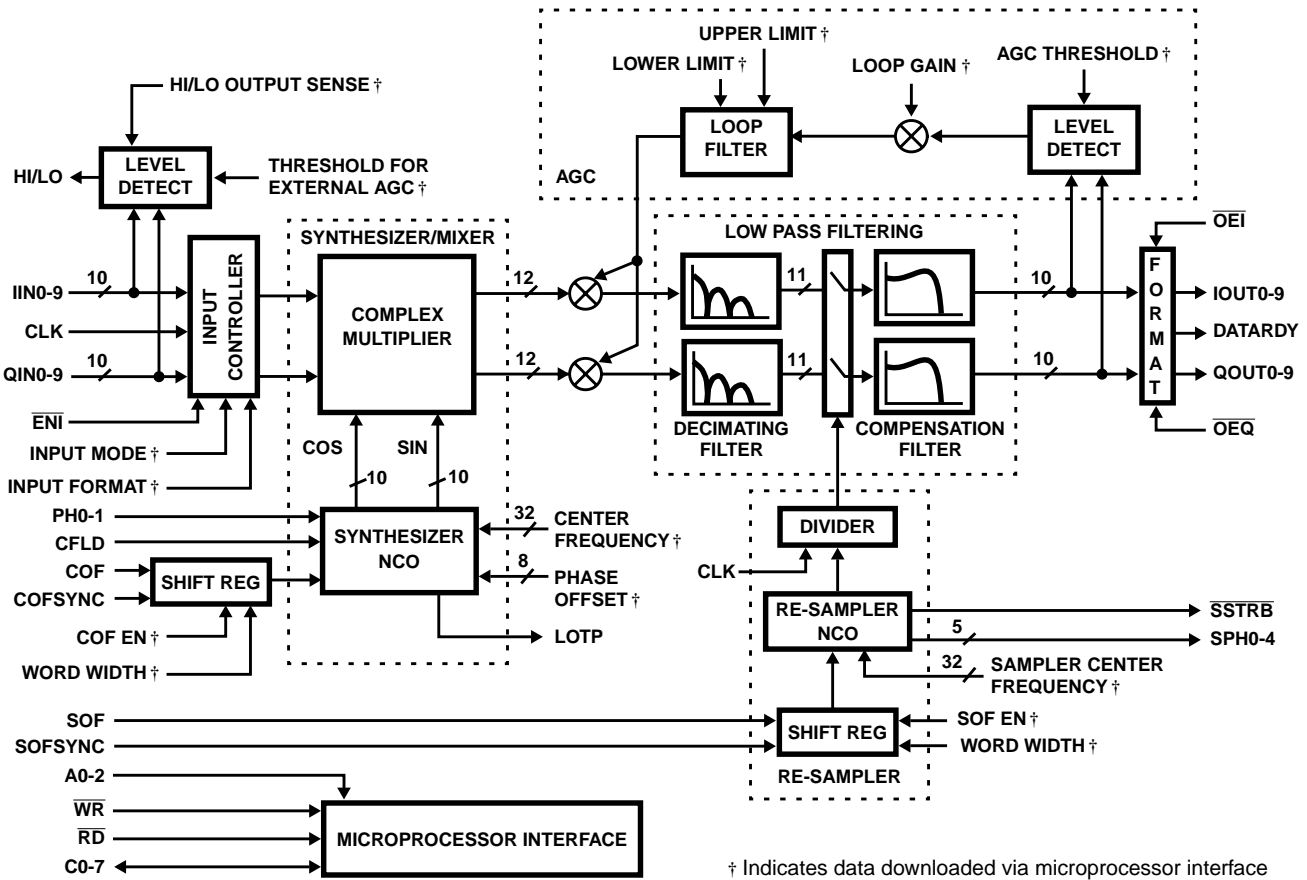 UPPER LIMIT †
LOWER LIMIT †
LOOP GAIN †
AGC THRESHOLD †
HI/LO OUTPUT SENSE †
LOOP
FILTER
LEVEL
DETECT
AGC
HI/LO
LEVEL
DETECT
THRESHOLD FOR
EXTERNAL AGC †
SYNTHESIZER/MIXER
LOW PASS FILTERING
OEI
IIN0-9
10
CLK
QIN0-9
10
INPUT
CONTROLLER
COMPLEX
MULTIPLIER
12
12
11
11
10
10
FORMAT
IOUT0-9
DATARDY
QOUT0-9
DECIMATING
FILTER
COMPENSATION
FILTER
OEQ
ENI
INPUT MODE †
INPUT FORMAT †
COS
SIN
10
10
PH0-1
CFLD
COF
COFSYNC
SHIFT REG
COF EN †
WORD WIDTH †
SYNTHESIZER
NCO
32
CENTER
FREQUENCY †
8
PHASE
OFFSET †
LOTP
DIVIDER
CLK
RE-SAMPLER
NCO
SSTRB
5
SPH0-4
32
SAMPLER CENTER
FREQUENCY †
SOF
SOFSYNC
SHIFT REG
SOF EN †
WORD WIDTH †
RE-SAMPLER
A0-2
WR
RD
C0-7
MICROPROCESSOR INTERFACE
† Indicates data downloaded via microprocessor interface